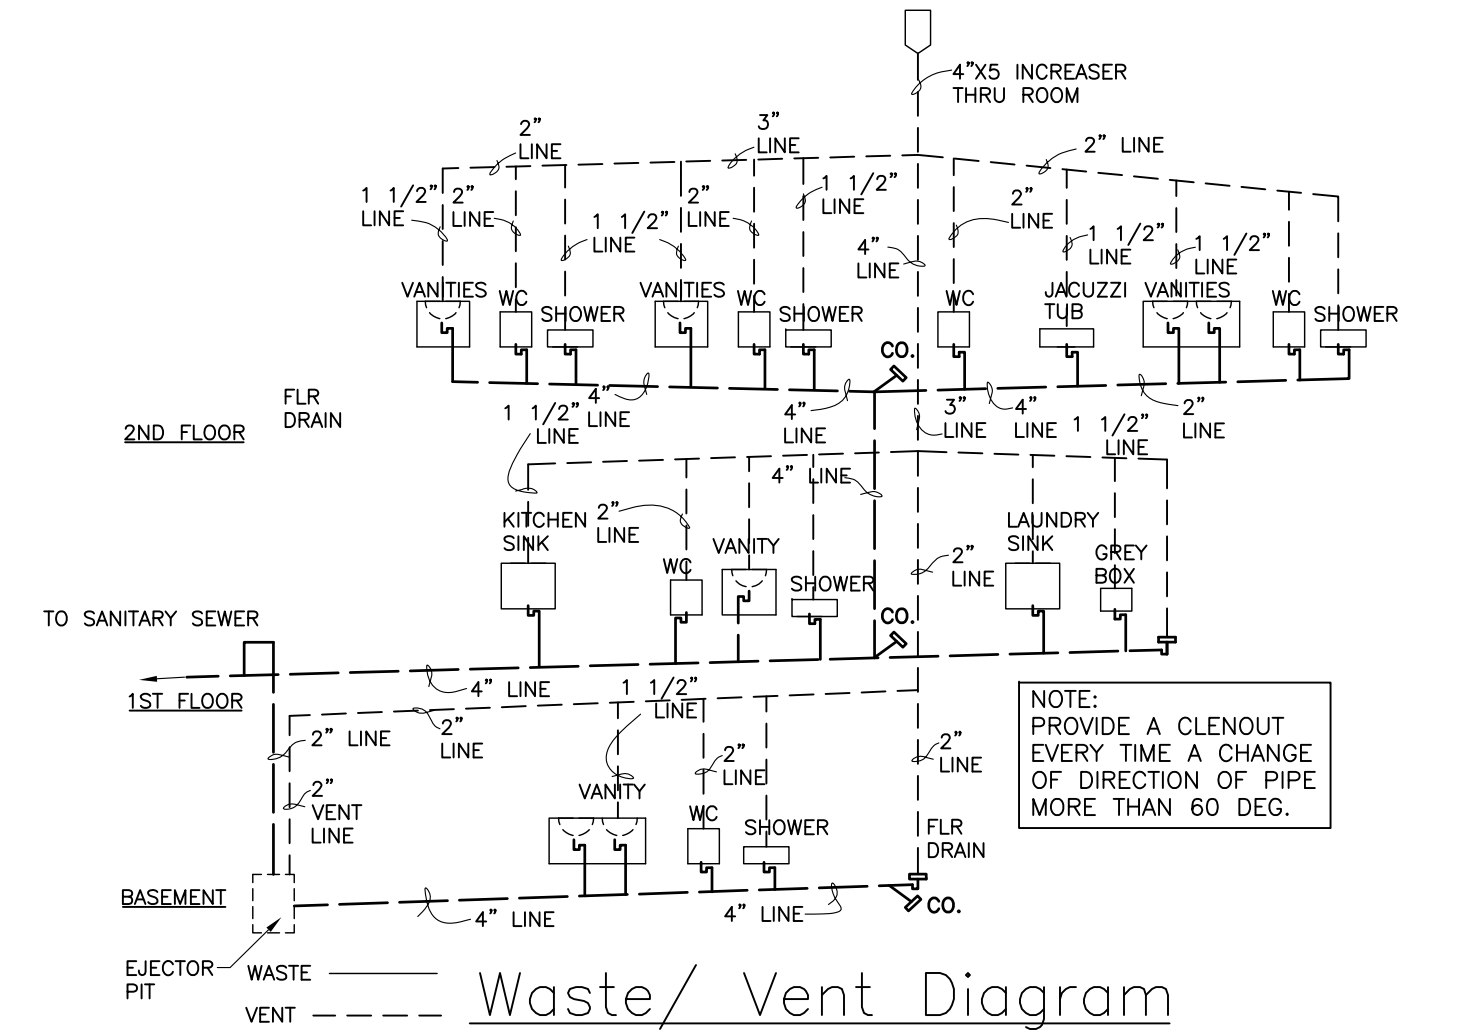 4”X5 INCREASER
THRU ROOM
2”
LINE
3”
LINE
2” LINE
1 1/2”
LINE
2”
LINE
1 1/2”
LINE
2”
LINE
1 1/2”
LINE
4”
LINE
2”
LINE
1 1/2”
LINE
1 1/2”
LINE
VANITIES
WC
SHOWER
VANITIES
WC
SHOWER
WC
JACUZZI
TUB
VANITIES
WC
SHOWER
CO.
FLR
DRAIN
2ND FLOOR
4”
LINE
4”
LINE
3”
LINE
4”
LINE
2”
LINE
1 1/2”
LINE
1 1/2”
LINE
4” LINE
KITCHEN
SINK
2”
LINE
WC
VANITY
SHOWER
2”
LINE
LAUNDRY
SINK
GREY
BOX
CO.
TO SANITARY SEWER
1ST FLOOR
4” LINE
1 1/2”
LINE
2” LINE
2”
LINE
2”
VENT
LINE
2”
LINE
2”
LINE
VANITY
WC
SHOWER
FLR
DRAIN
NOTE:
PROVIDE A CLENOUT
EVERY TIME A CHANGE
OF DIRECTION OF PIPE
MORE THAN 60 DEG.
BASEMENT
4” LINE
4” LINE
CO.
EJECTOR
PIT
WASTE
VENT
Waste/ Vent Diagram